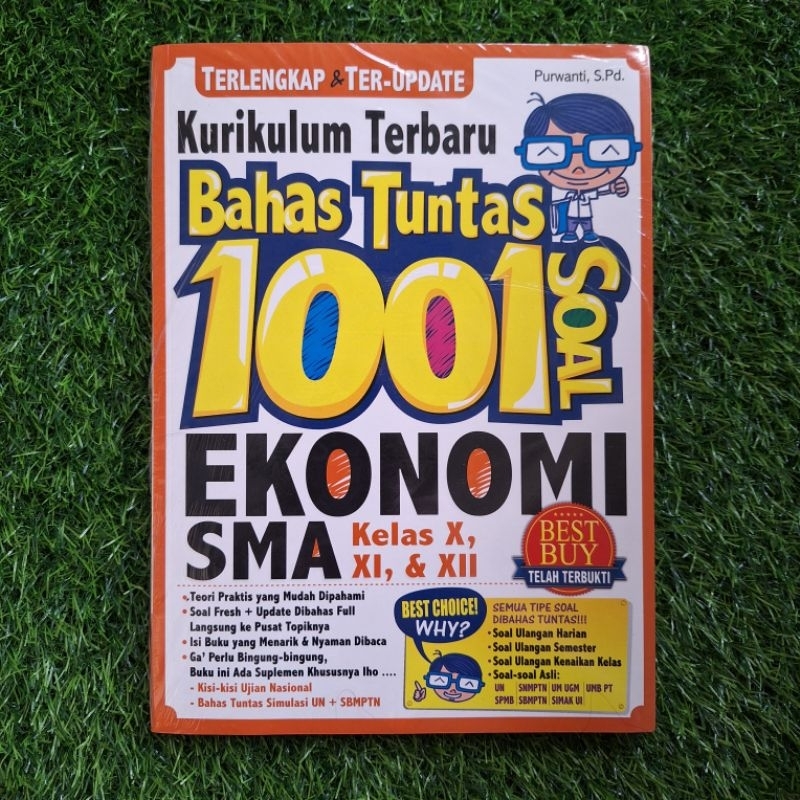 TERLENGKAP & TER-UPDATE
Purwanti, S.Pd.
Kurikulum Terbaru
Bahas Tuntas
1001
SOAL
EKONOMI
SMA
Kelas X,
XI, & XII
BEST
BUY
TELAH TERBUKTI
• Teori Praktis yang Mudah Dipahami
• Soal Fresh + Update Dibahas Full
Langsung ke Pusat Topiknya
• Isi Buku yang Menarik & Nyaman Dibaca
• Ga' Perlu Bingung-bingung,
Buku ini Ada Suplemen Khususnya lho ....
- Kisi-kisi Ujian Nasional
- Bahas Tuntas Simulasi UN + SBMPTN
BEST CHOICE!
WHY?
SEMUA TIPE SOAL
DIBAHAS TUNTAS!!!
• Soal Ulangan Harian
• Soal Ulangan Semester
• Soal Ulangan Kenaikan Kelas
• Soal-soal Asli:
UN | SNMPTN | UM UGM | UMB PT
SPMB | SBMPTN | SIMAK UI